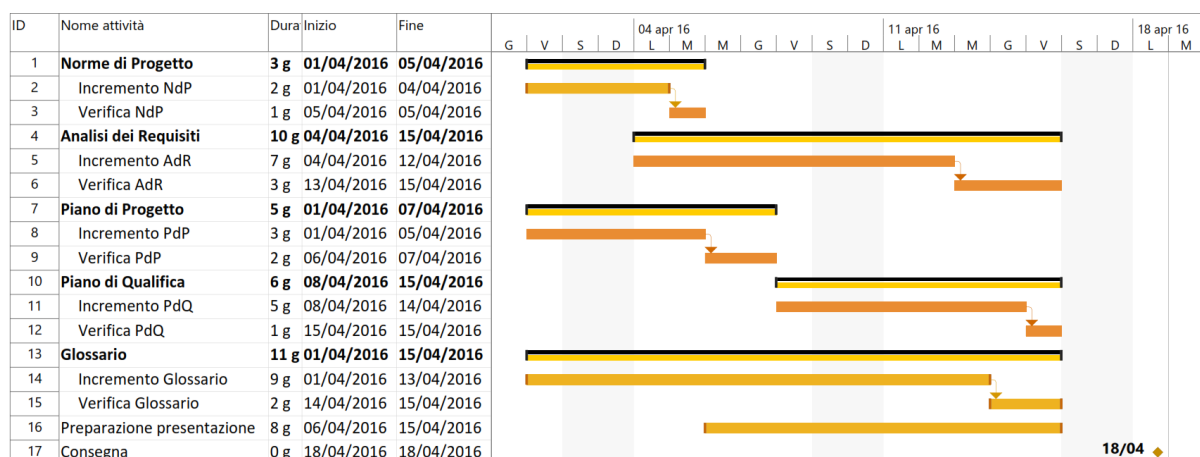 ID Nome attività Dura Inizio Fine 04 apr 16 11 apr 16 18 apr 16
G V S D L M M G V S D L M M G V S D L M
1 Norme di Progetto 3 g 01/04/2016 05/04/2016
2 Incremento NdP 2 g 01/04/2016 04/04/2016
3 Verifica NdP 1 g 05/04/2016 05/04/2016
4 Analisi dei Requisiti 10 g 04/04/2016 15/04/2016
5 Incremento AdR 7 g 04/04/2016 12/04/2016
6 Verifica AdR 3 g 13/04/2016 15/04/2016
7 Piano di Progetto 5 g 01/04/2016 07/04/2016
8 Incremento PdP 3 g 01/04/2016 05/04/2016
9 Verifica PdP 2 g 06/04/2016 07/04/2016
10 Piano di Qualifica 6 g 08/04/2016 15/04/2016
11 Incremento PdQ 5 g 08/04/2016 14/04/2016
12 Verifica PdQ 1 g 15/04/2016 15/04/2016
13 Glossario 11 g 01/04/2016 15/04/2016
14 Incremento Glossario 9 g 01/04/2016 13/04/2016
15 Verifica Glossario 2 g 14/04/2016 15/04/2016
16 Preparazione presentazione 8 g 06/04/2016 15/04/2016
17 Consegna 0 g 18/04/2016 18/04/2016 18/04